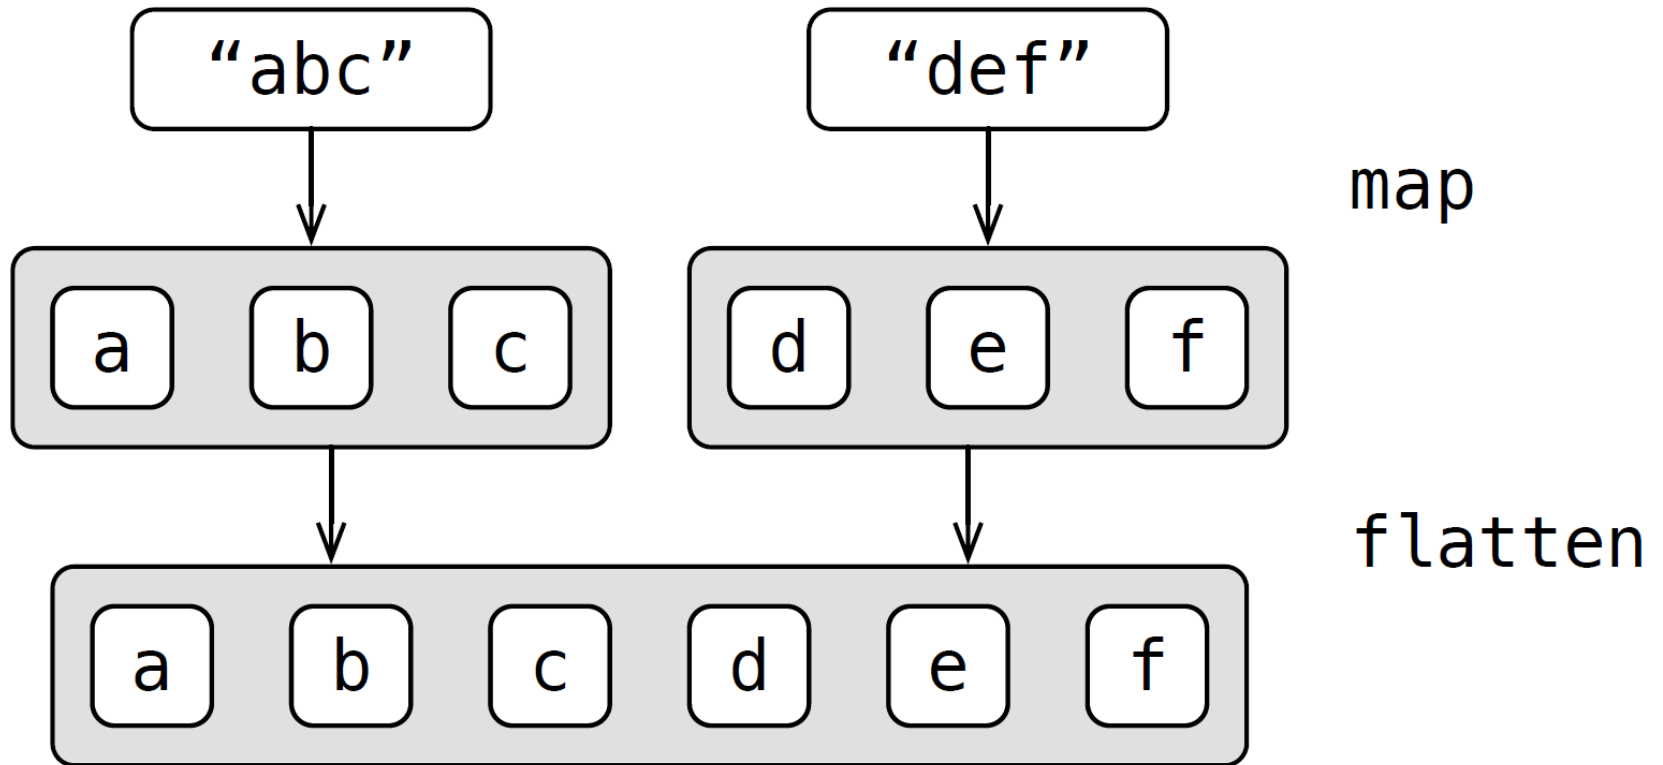 “abc” “def”
map
a b c d e f
flatten
a b c d e f